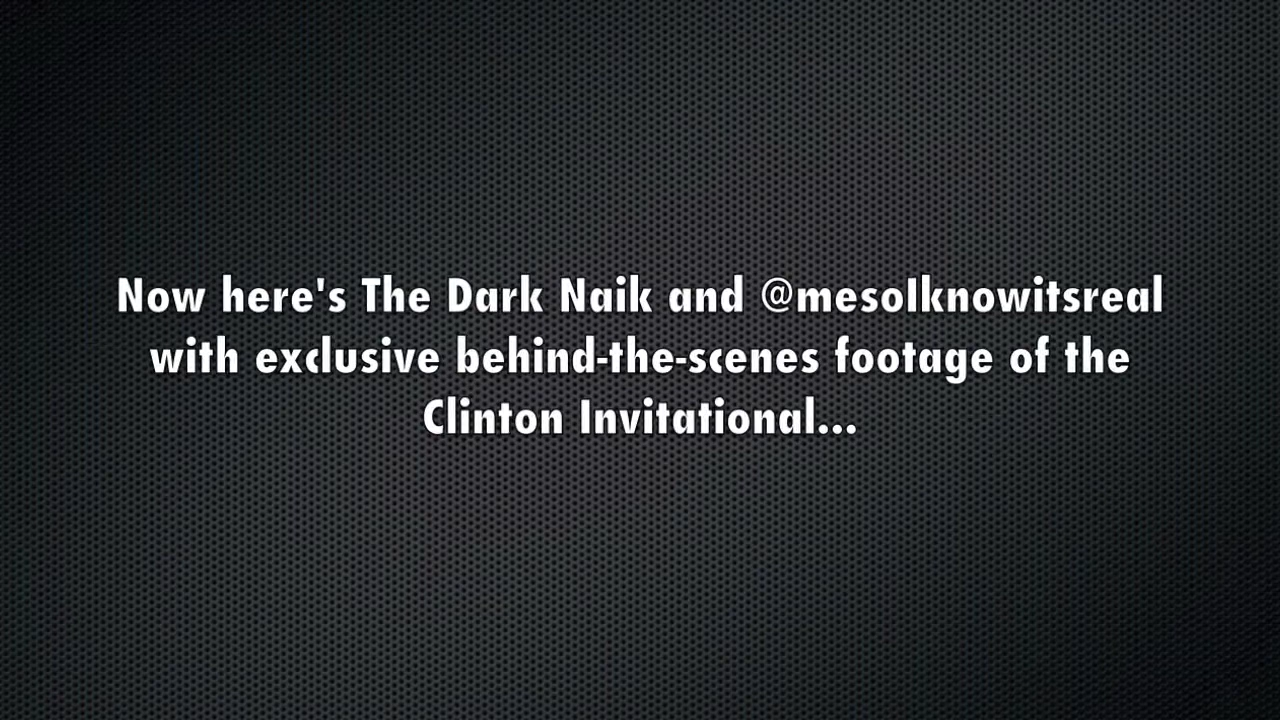 Now here's The Dark Naik and @mesoIknowitsreal
with exclusive behind-the-scenes footage of the
Clinton Invitational...